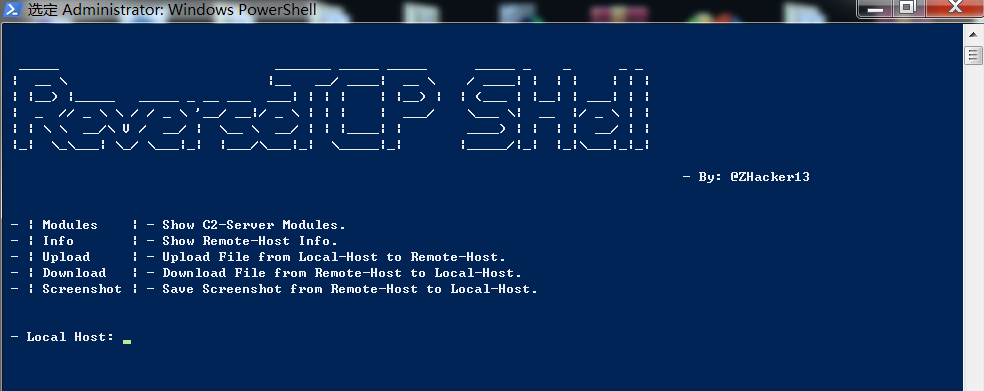 选定 Administrator: Windows PowerShell
ReverseTCP Shell
- By: @ZHacker13
- | Modules | - Show C2-Server Modules.
- | Info | - Show Remote-Host Info.
- | Upload | - Upload File from Local-Host to Remote-Host.
- | Download | - Download File from Remote-Host to Local-Host.
- | Screenshot | - Save Screenshot from Remote-Host to Local-Host.
- Local Host: